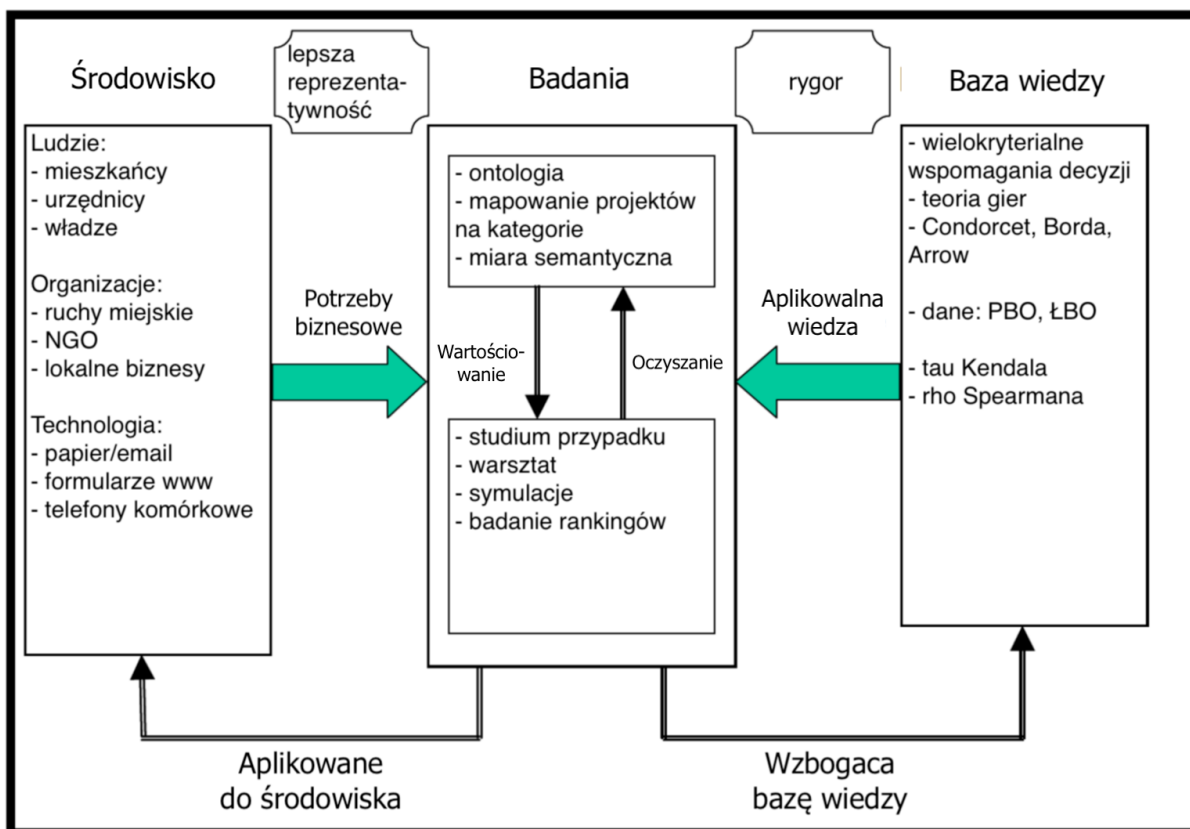 Środowisko
lepsza
reprezenta-
tywność
Badania
rygor
Baza wiedzy
Ludzie:
- mieszkańcy
- urzędnicy
- władze
Organizacje:
- ruchy miejskie
- NGO
- lokalne biznesy
Technologia:
- papier/email
- formularze www
- telefony komórkowe
Potrzeby
biznesowe
- ontologia
- mapowanie projektów
na kategorie
- miara semantyczna
Wartościo-
wanie
Oczyszanie
- studium przypadku
- warsztat
- symulacje
- badanie rankingów
Aplikowalna
wiedza
- wielokryterialne
wspomagania decyzji
- teoria gier
- Condorcet, Borda,
Arrow
- dane: PBO, ŁBO
- tau Kendala
- rho Spearmana
Aplikowane
do środowiska
Wzbogaca
bazę wiedzy